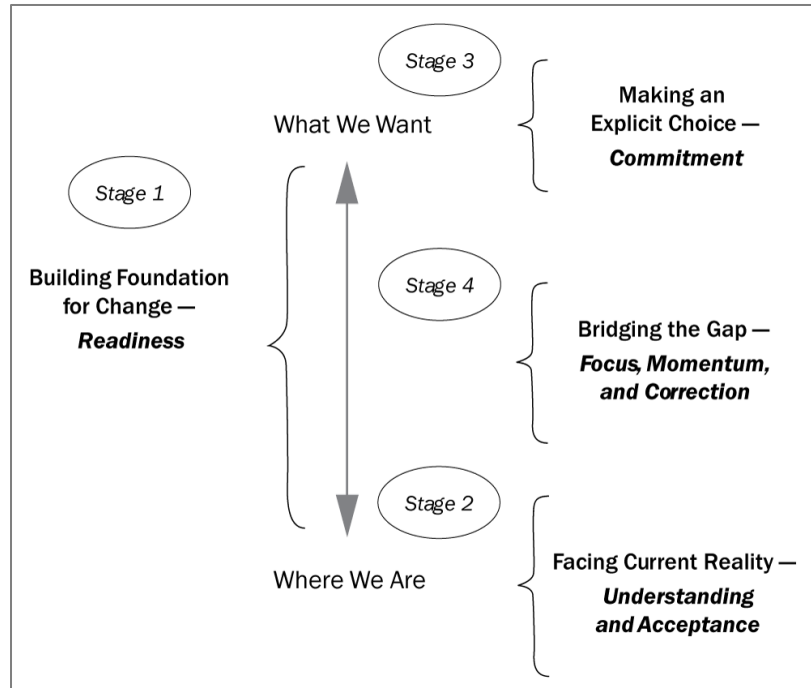 Stage 3
What We Want
Making an
Explicit Choice —
Commitment
Stage 1
Building Foundation
for Change —
Readiness
Stage 4
Bridging the Gap —
Focus, Momentum,
and Correction
Stage 2
Where We Are
Facing Current Reality —
Understanding
and Acceptance